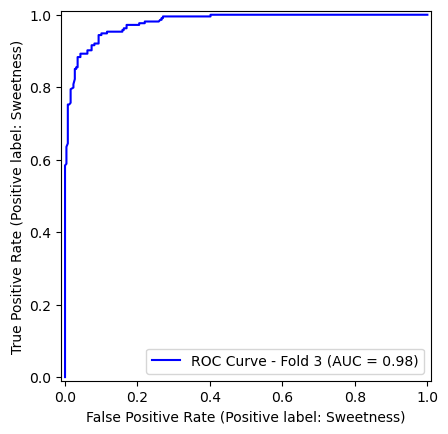 1.0
0.8
0.6
0.4
0.2
0.0
True Positive Rate (Positive label: Sweetness)
ROC Curve - Fold 3 (AUC = 0.98)
0.0 0.2 0.4 0.6 0.8 1.0
False Positive Rate (Positive label: Sweetness)